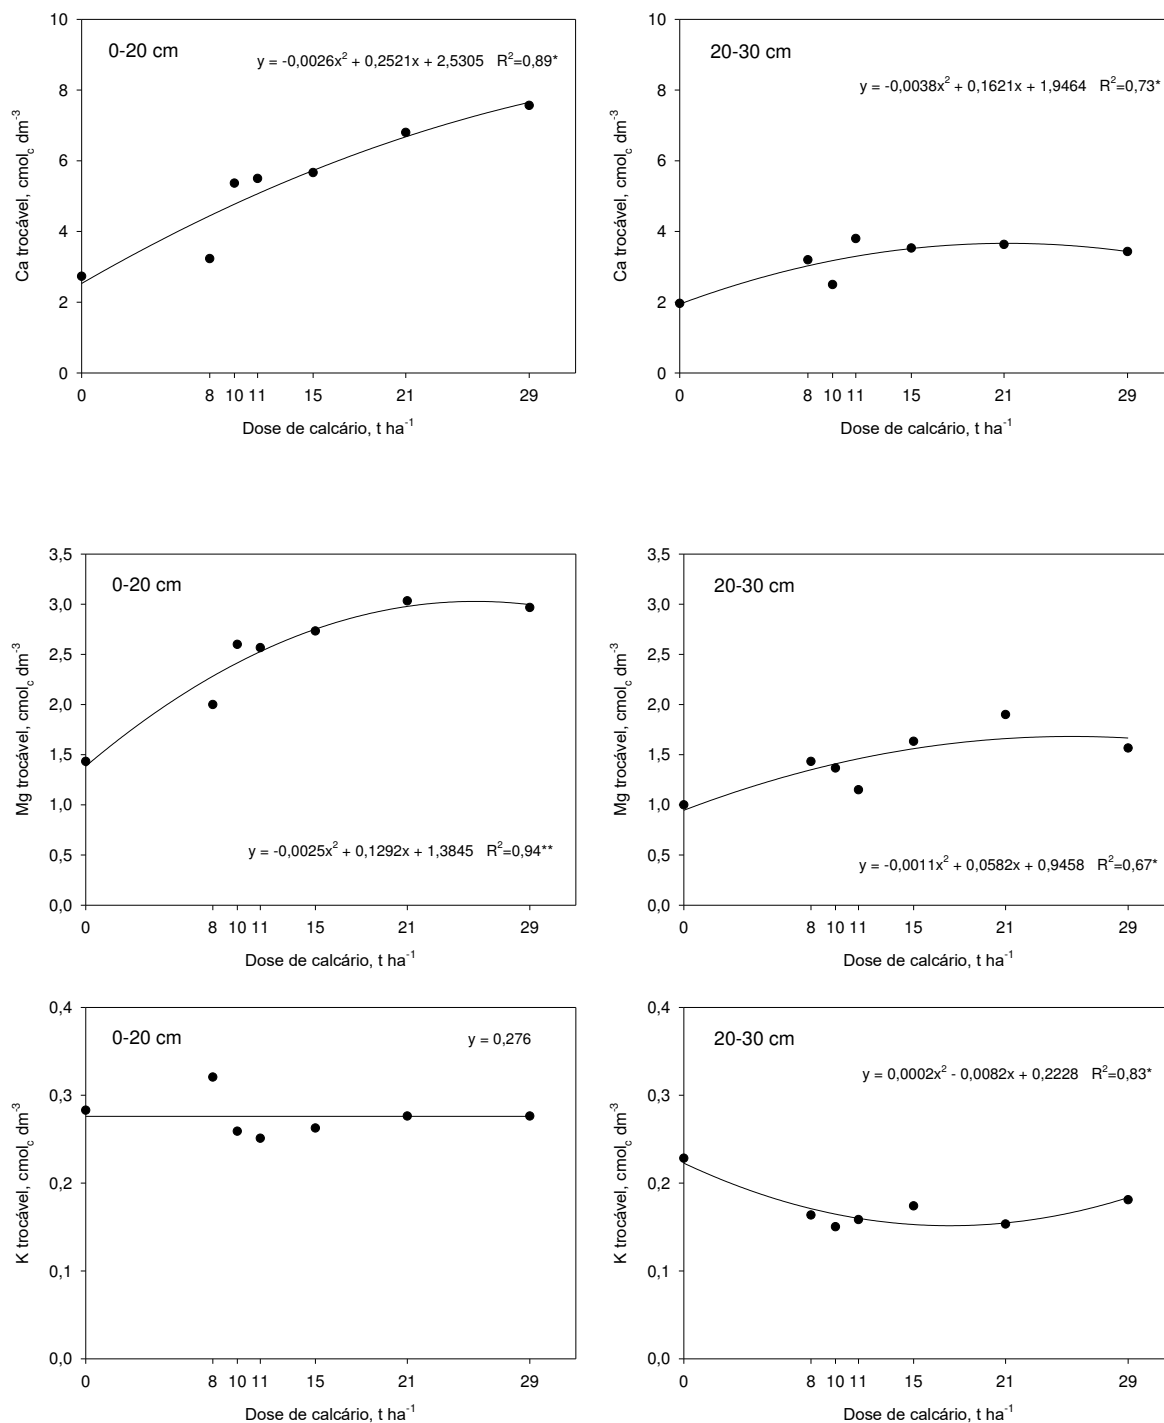 0-20 cm
y = -0,0026x² + 0,2521x + 2,5305 R²=0,89*
Ca trocável, cmol_c dm⁻³
10
8
6
4
2
0
0 8 10 11 15 21 29
Dose de calcário, t ha⁻¹
20-30 cm
y = -0,0038x² + 0,1621x + 1,9464 R²=0,73*
Ca trocável, cmol_c dm⁻³
10
8
6
4
2
0
0 8 10 11 15 21 29
Dose de calcário, t ha⁻¹
0-20 cm
y = -0,0025x² + 0,1292x + 1,3845 R²=0,94**
Mg trocável, cmol_c dm⁻³
3,5
3,0
2,5
2,0
1,5
1,0
0,5
0,0
0 8 10 11 15 21 29
Dose de calcário, t ha⁻¹
20-30 cm
y = -0,0011x² + 0,0582x + 0,9458 R²=0,67*
Mg trocável, cmol_c dm⁻³
3,5
3,0
2,5
2,0
1,5
1,0
0,5
0,0
0 8 10 11 15 21 29
Dose de calcário, t ha⁻¹
0-20 cm
y = 0,276
K trocável, cmol_c dm⁻³
0,4
0,3
0,2
0,1
0,0
0 8 10 11 15 21 29
Dose de calcário, t ha⁻¹
20-30 cm
y = 0,0002x² - 0,0082x + 0,2228 R²=0,83*
K trocável, cmol_c dm⁻³
0,4
0,3
0,2
0,1
0,0
0 8 10 11 15 21 29
Dose de calcário, t ha⁻¹